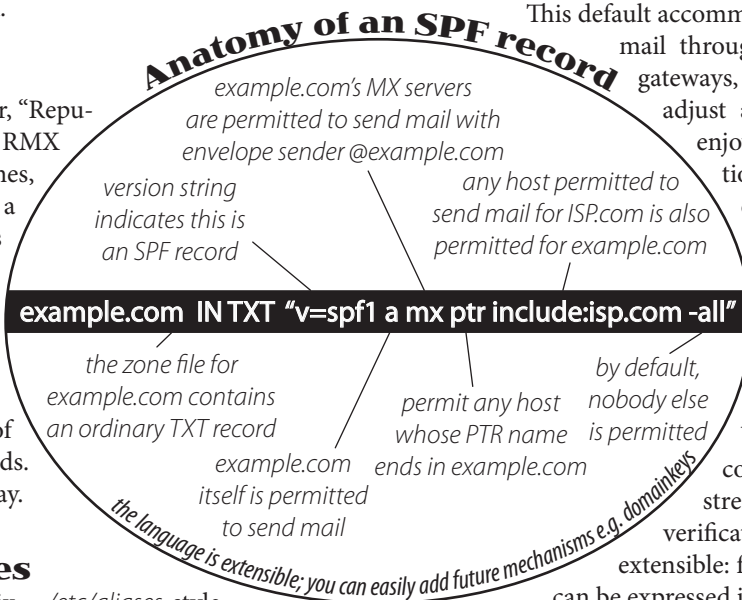 This default accomm
mail throug
gateways,
adjust a
enjo
tio
r, “Repu-
RMX
nes,
a
Anatomy of an SPF record
example.com’s MX servers
are permitted to send mail with
envelope sender @example.com
version string
indicates this is
an SPF record
any host permitted to
send mail for ISP.com is also
permitted for example.com
example.com IN TXT “v=spf1 a mx ptr include:isp.com -all”
the zone file for
example.com contains
an ordinary TXT record
example.com
itself is permitted
to send mail
permit any host
whose PTR name
ends in example.com
by default,
nobody else
is permitted
the language is extensible; you can easily add future mechanisms e.g. domainkeys
of
ds.
ay.
es
/etc/aliases-style
co
stre
verifica
extensible: f
can be expressed i